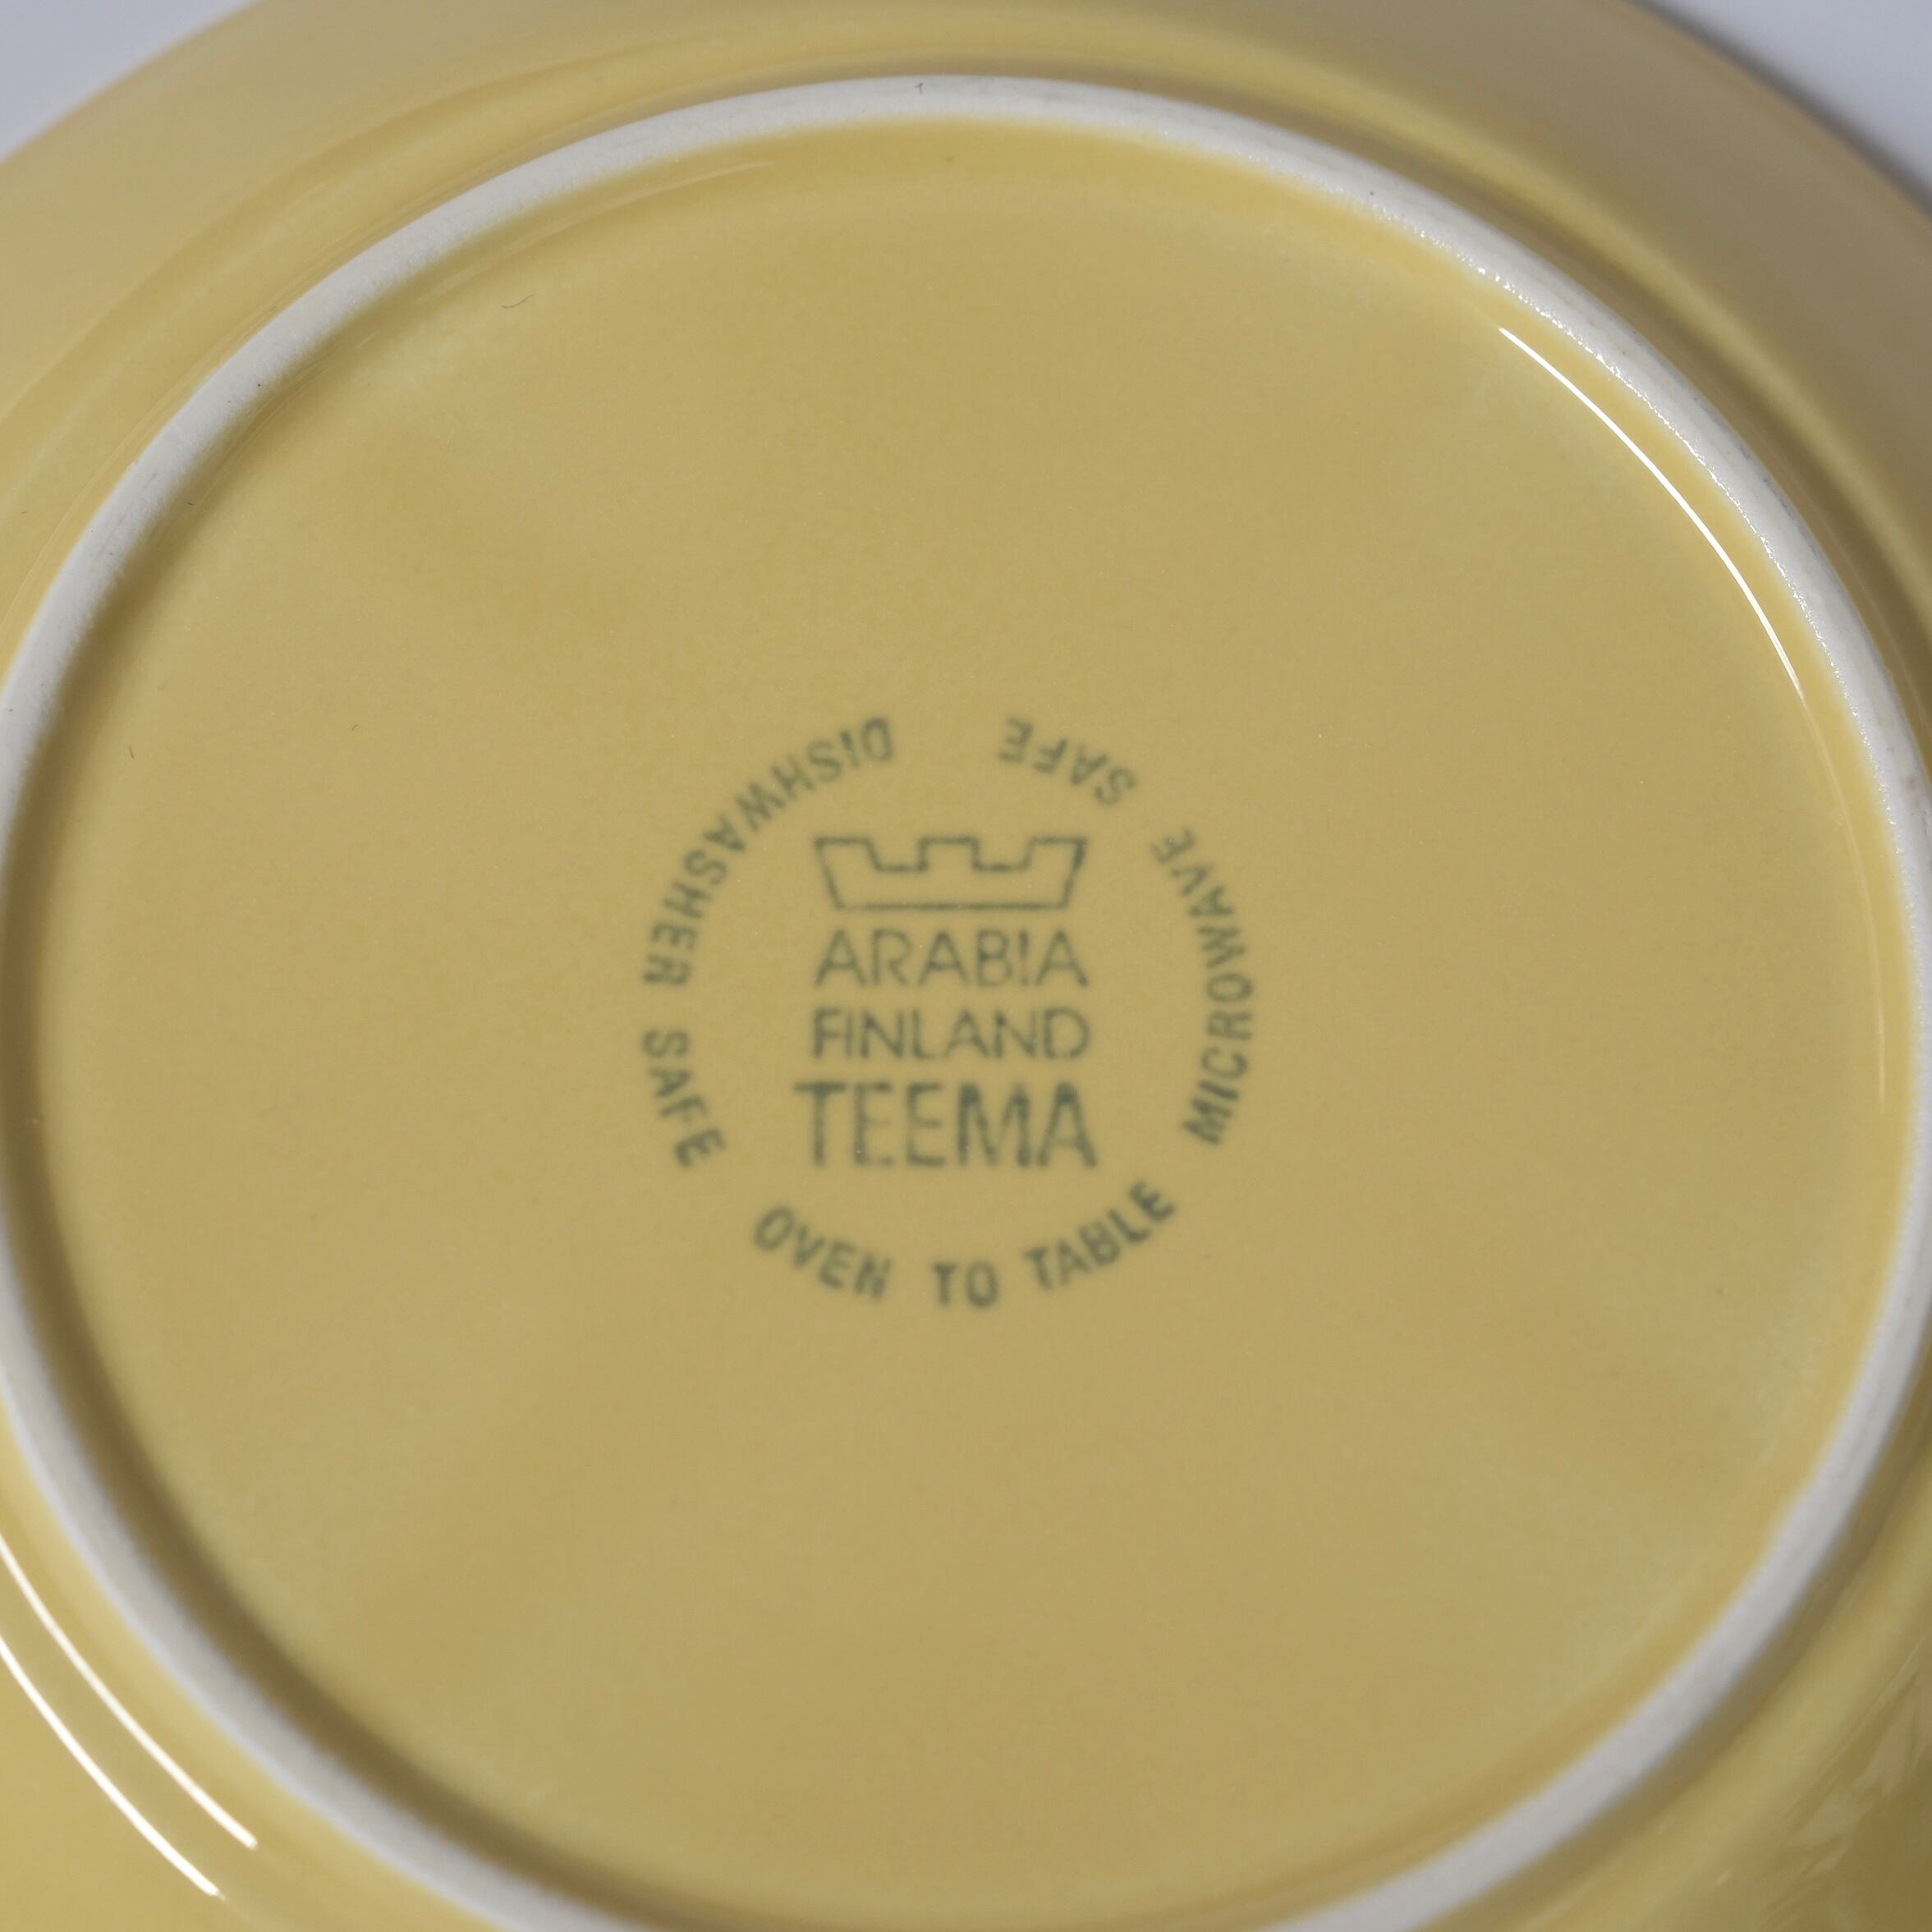 ARABIA
FINLAND
TEEMA
DISHWASHER SAFE
OVEN TO TABLE
MICROWAVE SAFE